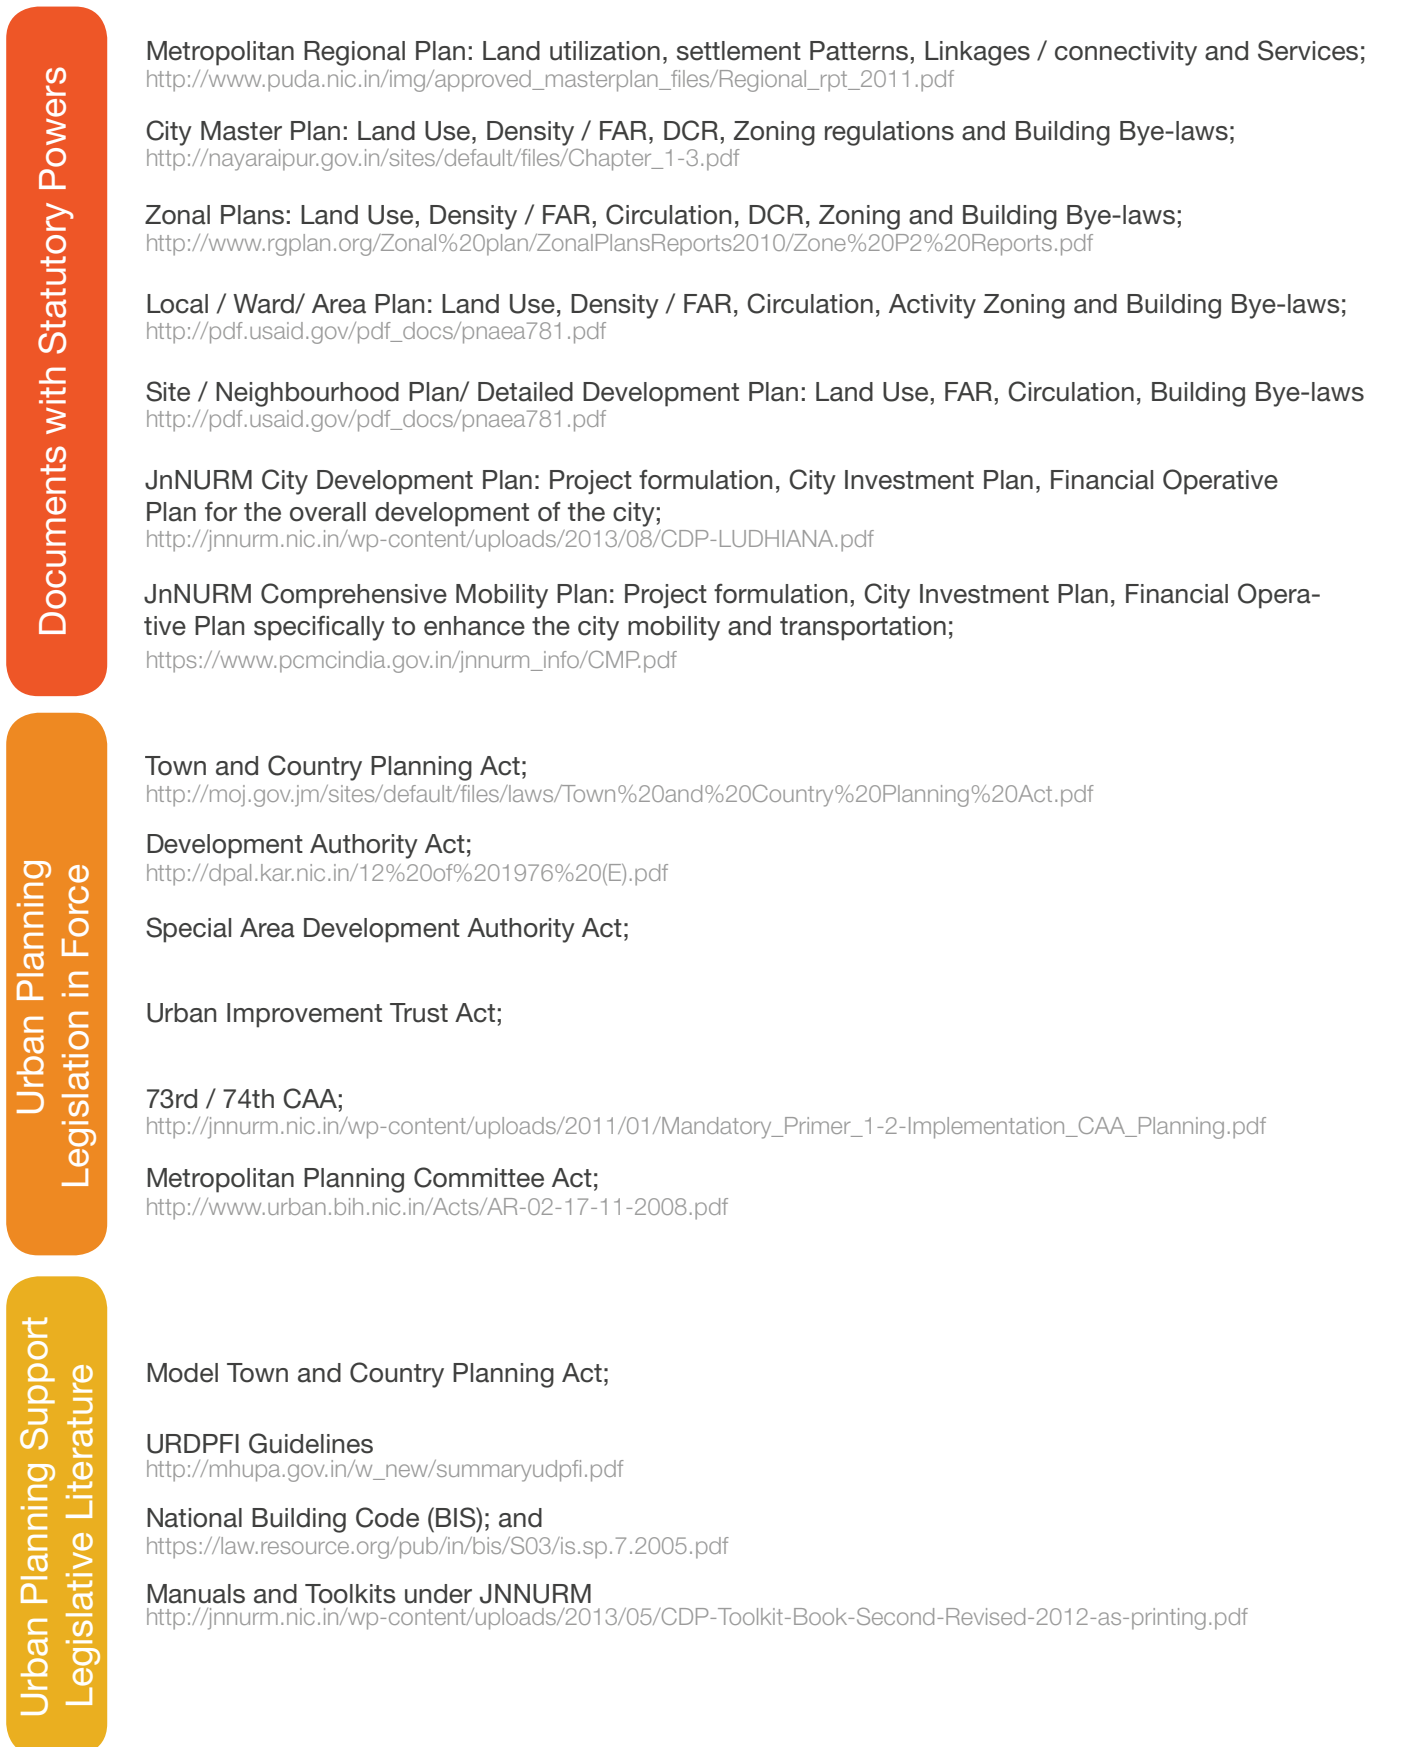 Documents with Statutory Powers
Metropolitan Regional Plan: Land utilization, settlement Patterns, Linkages / connectivity and Services;
http://www.puda.nic.in/img/approved_masterplan_files/Regional_rpt_2011.pdf
City Master Plan: Land Use, Density / FAR, DCR, Zoning regulations and Building Bye-laws;
http://nayaraipur.gov.in/sites/default/files/Chapter_1-3.pdf
Zonal Plans: Land Use, Density / FAR, Circulation, DCR, Zoning and Building Bye-laws;
http://www.rgplan.org/Zonal%20plan/ZonalPlansReports2010/Zone%20P2%20Reports.pdf
Local / Ward/ Area Plan: Land Use, Density / FAR, Circulation, Activity Zoning and Building Bye-laws;
http://pdf.usaid.gov/pdf_docs/pnaea781.pdf
Site / Neighbourhood Plan/ Detailed Development Plan: Land Use, FAR, Circulation, Building Bye-laws
http://pdf.usaid.gov/pdf_docs/pnaea781.pdf
JnNURM City Development Plan: Project formulation, City Investment Plan, Financial Operative
Plan for the overall development of the city;
http://jnnurm.nic.in/wp-content/uploads/2013/08/CDP-LUDHIANA.pdf
JnNURM Comprehensive Mobility Plan: Project formulation, City Investment Plan, Financial Opera-
tive Plan specifically to enhance the city mobility and transportation;
https://www.pcmcindia.gov.in/jnnurm_info/CMP.pdf
Urban Planning
Legislation in Force
Town and Country Planning Act;
http://moj.gov.jm/sites/default/files/laws/Town%20and%20Country%20Planning%20Act.pdf
Development Authority Act;
http://dpal.kar.nic.in/12%20of%201976%20(E).pdf
Special Area Development Authority Act;
Urban Improvement Trust Act;
73rd / 74th CAA;
http://jnnurm.nic.in/wp-content/uploads/2011/01/Mandatory_Primer_1-2-Implementation_CAA_Planning.pdf
Metropolitan Planning Committee Act;
http://www.urban.bih.nic.in/Acts/AR-02-17-11-2008.pdf
Urban Planning Support
Legislative Literature
Model Town and Country Planning Act;
URDPFI Guidelines
http://mhupa.gov.in/w_new/summaryudpfi.pdf
National Building Code (BIS); and
https://law.resource.org/pub/in/bis/S03/is.sp.7.2005.pdf
Manuals and Toolkits under JNNURM
http://jnnurm.nic.in/wp-content/uploads/2013/05/CDP-Toolkit-Book-Second-Revised-2012-as-printing.pdf